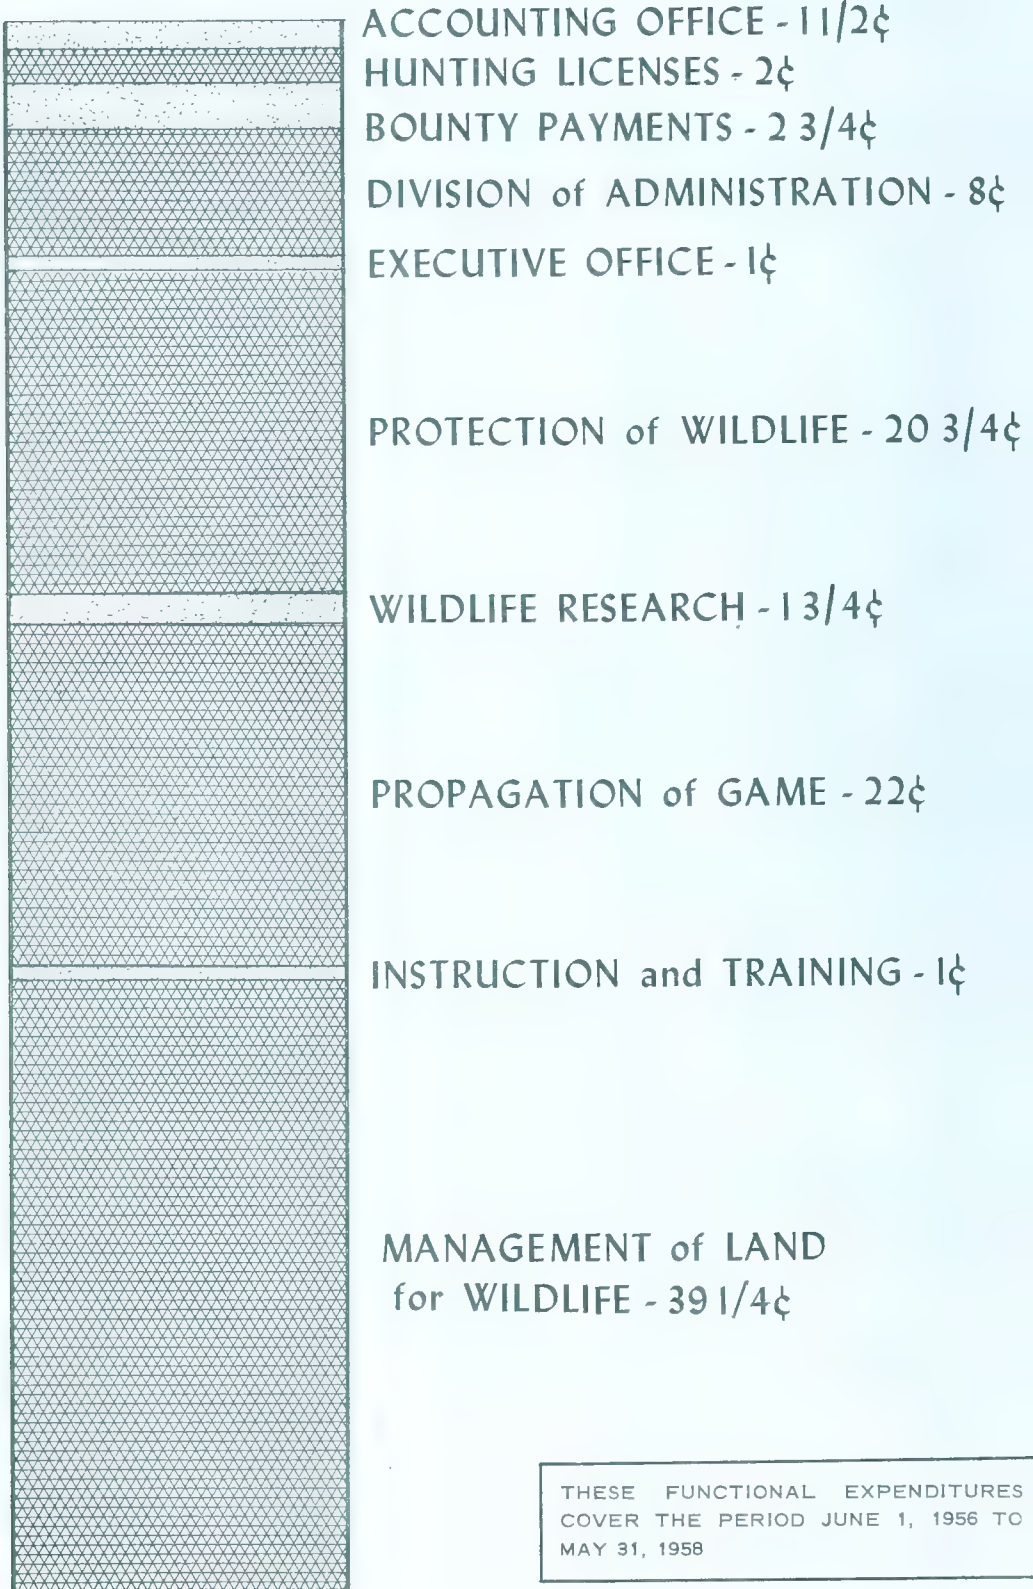 ACCOUNTING OFFICE - 1 1/2¢
HUNTING LICENSES - 2¢
BOUNTY PAYMENTS - 2 3/4¢
DIVISION of ADMINISTRATION - 8¢
EXECUTIVE OFFICE - 1¢
PROTECTION of WILDLIFE - 20 3/4¢
WILDLIFE RESEARCH - 1 3/4¢
PROPAGATION of GAME - 22¢
INSTRUCTION and TRAINING - 1¢
MANAGEMENT of LAND
for WILDLIFE - 39 1/4¢
THESE FUNCTIONAL EXPENDITURES
COVER THE PERIOD JUNE 1, 1956 TO
MAY 31, 1958